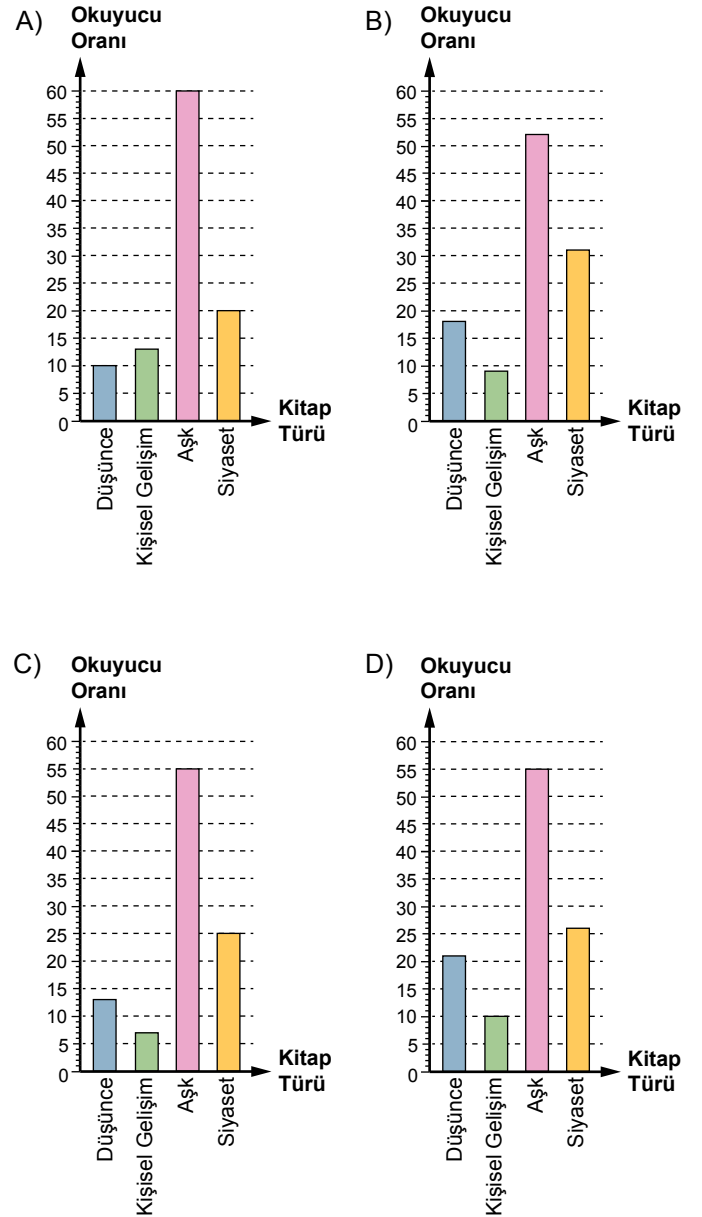 A)
Okuyucu
Oranı
60
55
50
45
40
35
30
25
20
15
10
5
0
Düşünce
Kişisel Gelişim
Aşk
Siyaset
Kitap
Türü
B)
Okuyucu
Oranı
60
55
50
45
40
35
30
25
20
15
10
5
0
Düşünce
Kişisel Gelişim
Aşk
Siyaset
Kitap
Türü
C)
Okuyucu
Oranı
60
55
50
45
40
35
30
25
20
15
10
5
0
Düşünce
Kişisel Gelişim
Aşk
Siyaset
Kitap
Türü
D)
Okuyucu
Oranı
60
55
50
45
40
35
30
25
20
15
10
5
0
Düşünce
Kişisel Gelişim
Aşk
Siyaset
Kitap
Türü